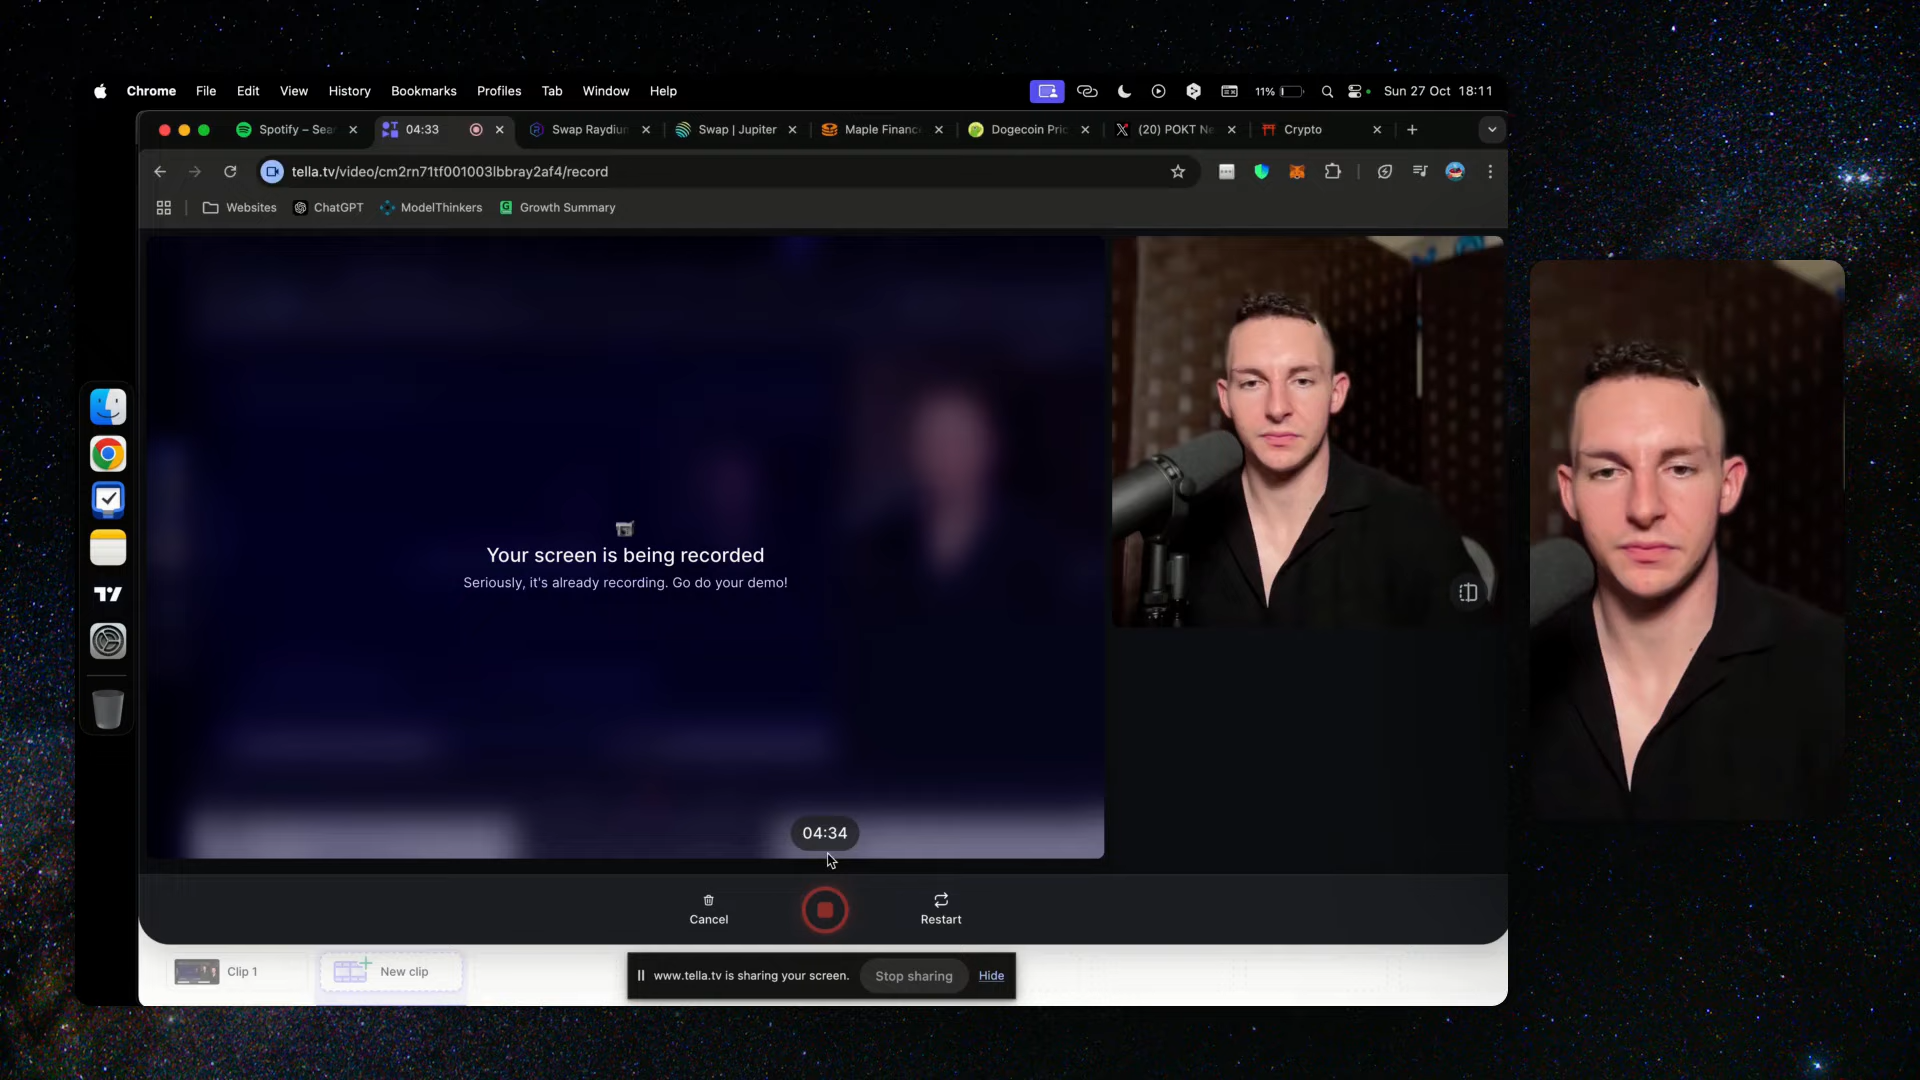 Chrome File Edit View History Bookmarks Profiles Tab Window Help 11% Sun 27 Oct 18:11
Spotify – Sea 04:33 Swap Raydiu Swap | Jupiter Maple Financ Dogecoin Pric (20) POKT Ne Crypto
tella.tv/video/cm2rn71tf001003lbbray2af4/record
Websites ChatGPT ModelThinkers Growth Summary
Your screen is being recorded
Seriously, it's already recording. Go do your demo!
04:34
Cancel Restart
Clip 1 New clip www.tella.tv is sharing your screen. Stop sharing Hide